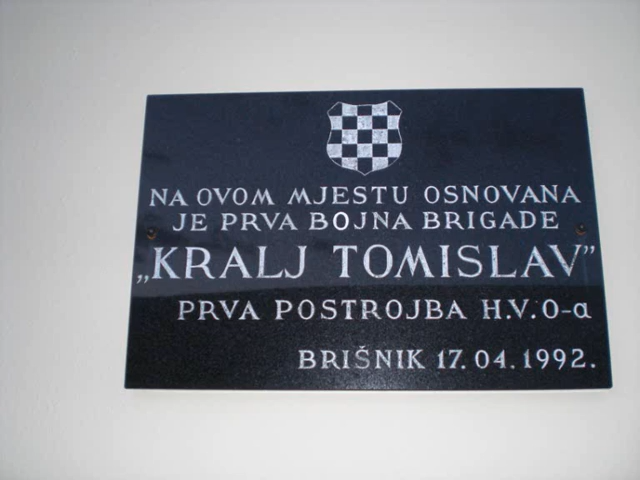 NA OVOM MJESTU OSNOVANA
JE PRVA BOJNA BRIGADE
„KRALJ TOMISLAV”
PRVA POSTROJBA H.V.O-a
BRIŠNIK 17.04.1992.